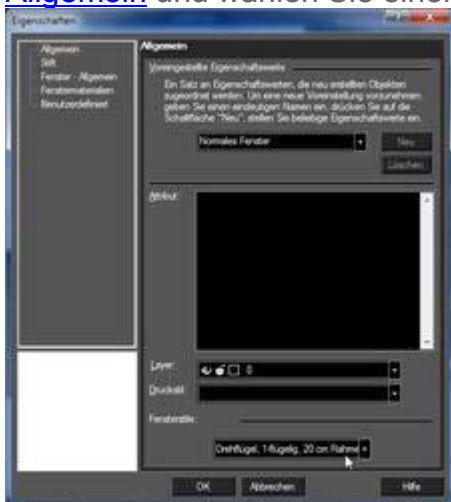 Allgemein und wählen Sie einen
Eigenschaften
Allgemein
Stift
Fenster - Allgemein
Fenstermaterialien
Benutzerdefiniert
Allgemein
Voreingestellte Eigenschaftswerte
Ein Satz an Eigenschaftswerten, die neu erstellten Objekten
zugeordnet werden. Um eine neue Voreinstellung vorzunehmen
geben Sie einen eindeutigen Namen ein, drücken Sie auf die
Schaltfläche "Neu", stellen Sie beliebige Eigenschaftswerte ein.
Normales Fenster
Neu
Löschen
Attribut:
Layer:
0
Druckstil:
Fensterstile:
Drehflügel, 1-flügelig, 20 cm Rahme
OK
Abbrechen
Hilfe